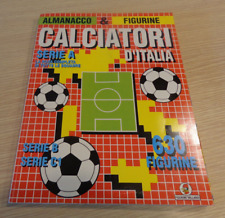 ALMANACCO & FIGURINE
CALCIATORI
D'ITALIA
SERIE A
SERIE B
SERIE C1
630
FIGURINE